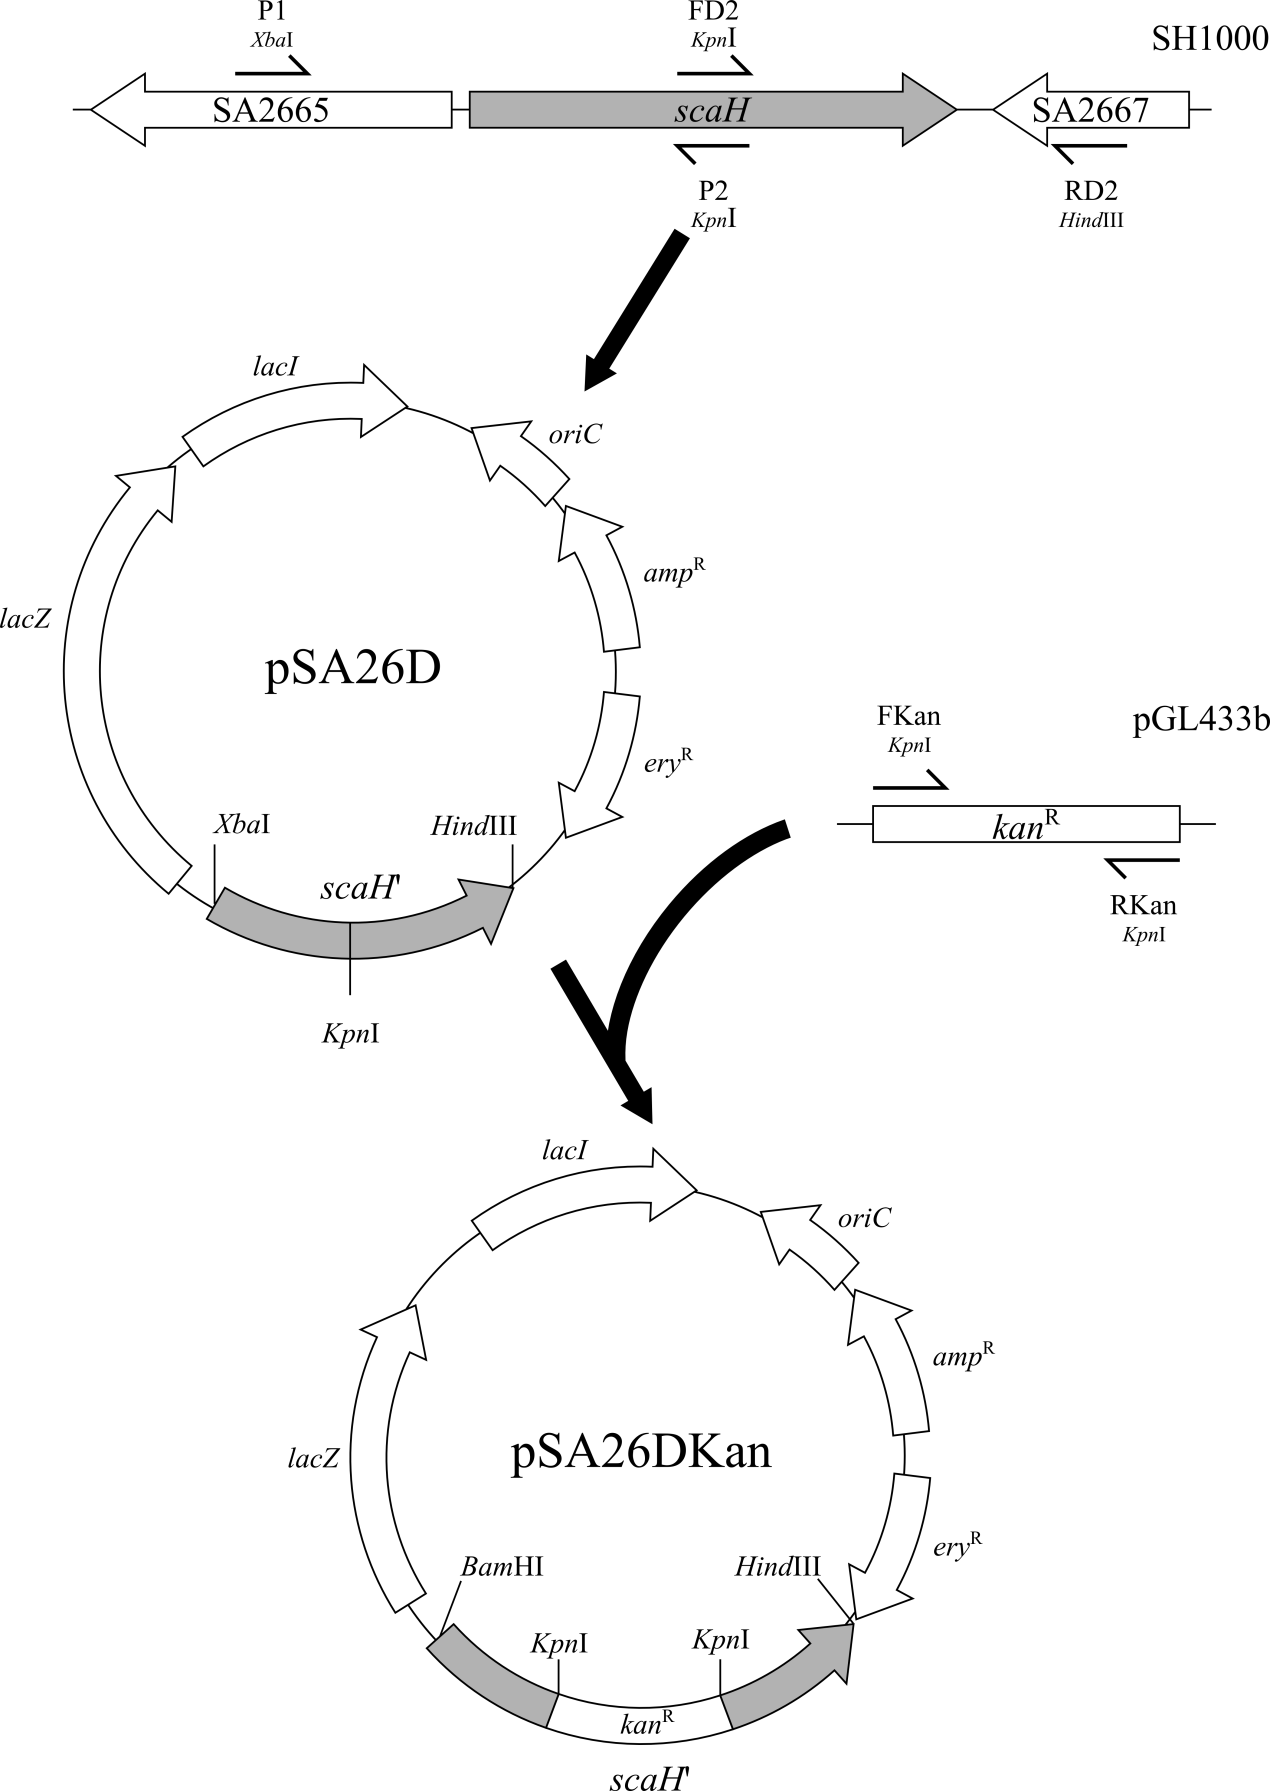 P1
XbaI
FD2
KpnI
SH1000
SA2665
scaH
SA2667
P2
KpnI
RD2
HindIII
lacI
oriC
ampR
lacZ
pSA26D
eryR
XbaI
HindIII
scaH'
KpnI
FKan
KpnI
pGL433b
kanR
RKan
KpnI
lacI
oriC
ampR
lacZ
pSA26DKan
eryR
BamHI
HindIII
KpnI
KpnI
kanR
scaH'